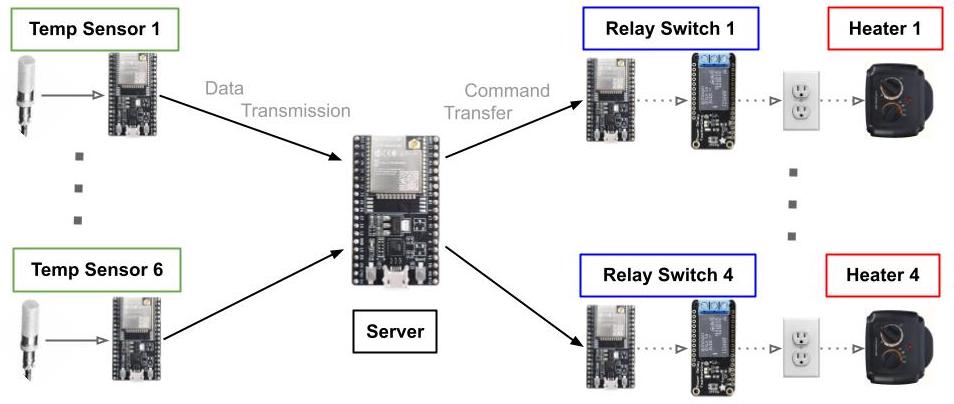 Temp Sensor 1
Relay Switch 1
Heater 1
Data
Transmission
Command
Transfer
Temp Sensor 6
Relay Switch 4
Heater 4
Server